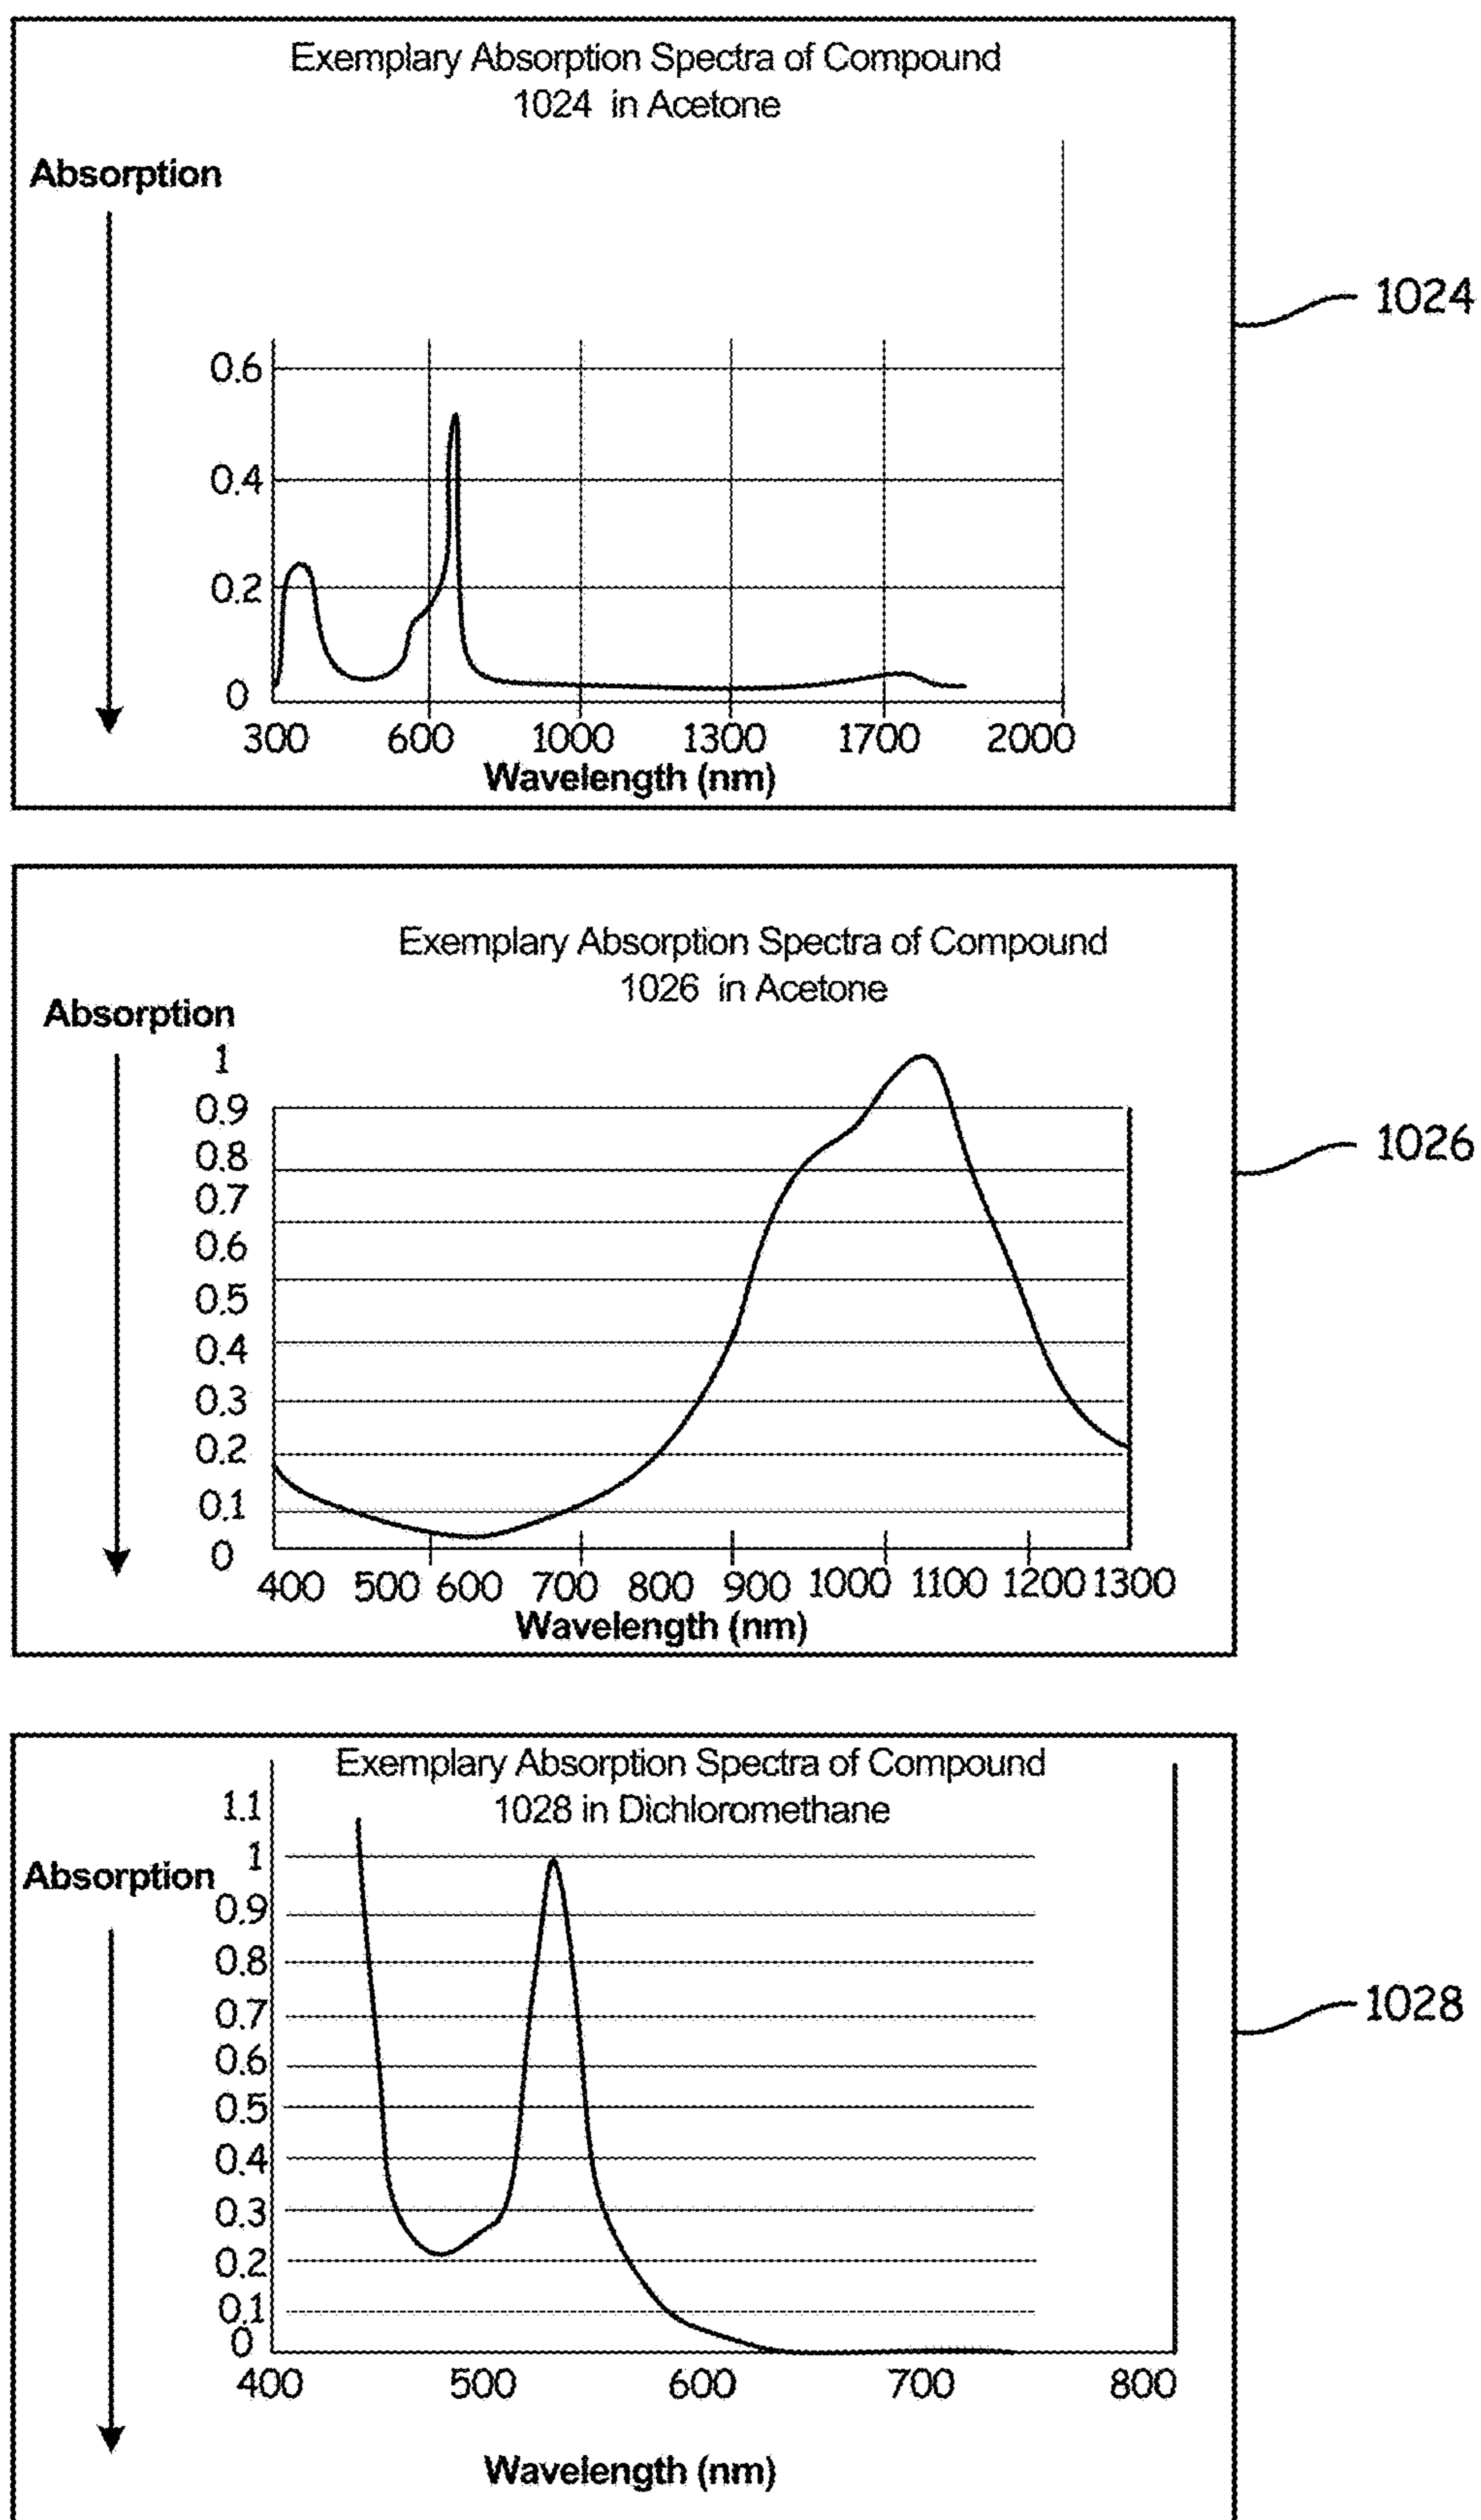 Exemplary Absorption Spectra of Compound
1024 in Acetone
Absorption
1024
0.6
0.4
0.2
0
300 600 1000 1300 1700 2000
Wavelength (nm)
Exemplary Absorption Spectra of Compound
1026 in Acetone
Absorption
1
0.9
1026
0.8
0.7
0.6
0.5
0.4
0.3
0.2
0.1
0
400 500 600 700 800 900 1000 1100 1200 1300
Wavelength (nm)
Exemplary Absorption Spectra of Compound
1028 in Dichloromethane
1.1
1
Absorption
0.9
0.8
0.7
1028
0.6
0.5
0.4
0.3
0.2
0.1
0
400 500 600 700 800
Wavelength (nm)